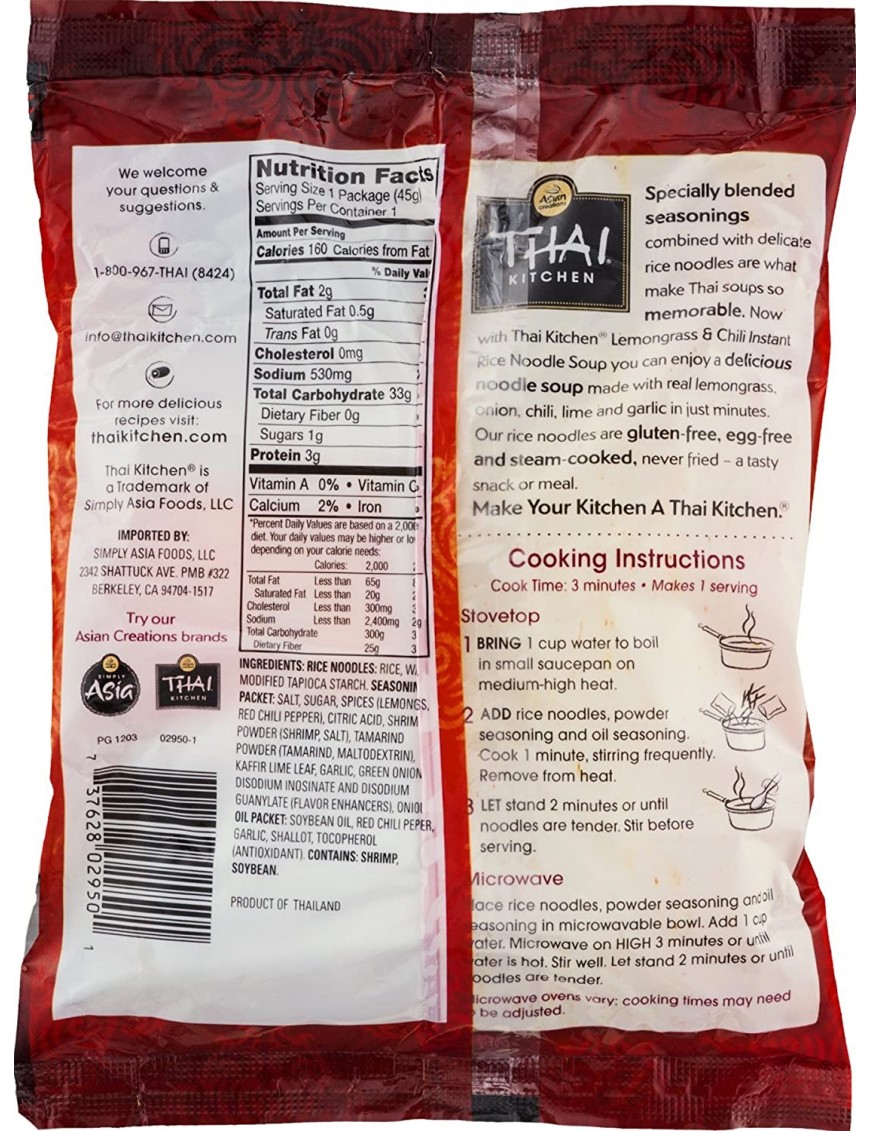 We welcome
your questions &
suggestions.
1-800-967-THAI (8424)
info@thaikitchen.com
For more delicious
recipes visit:
thaikitchen.com
Thai Kitchen® is
a Trademark of
Simply Asia Foods, LLC
IMPORTED BY:
SIMPLY ASIA FOODS, LLC
2342 SHATTUCK AVE. PMB #322
BERKELEY, CA 94704-1517
Try our
Asian Creations brands
SIMPLY
Asia
THAI
KITCHEN
PG 1203 02950-1
7 37628 02950 1
Nutrition Facts
Serving Size 1 Package (45g)
Servings Per Container 1
Amount Per Serving
Calories 160 Calories from Fat
% Daily Val
Total Fat 2g
Saturated Fat 0.5g
Trans Fat 0g
Cholesterol 0mg
Sodium 530mg
Total Carbohydrate 33g
Dietary Fiber 0g
Sugars 1g
Protein 3g
Vitamin A 0% • Vitamin C
Calcium 2% • Iron
*Percent Daily Values are based on a 2,000
diet. Your daily values may be higher or lo
depending on your calorie needs:
Calories: 2,000
Total Fat Less than 65g
Saturated Fat Less than 20g
Cholesterol Less than 300mg
Sodium Less than 2,400mg
Total Carbohydrate 300g
Dietary Fiber 25g
INGREDIENTS: RICE NOODLES: RICE, WA
MODIFIED TAPIOCA STARCH. SEASONIN
PACKET: SALT, SUGAR, SPICES (LEMONGS,
RED CHILI PEPPER), CITRIC ACID, SHRIM
POWDER (SHRIMP, SALT), TAMARIND
POWDER (TAMARIND, MALTODEXTRIN),
KAFFIR LIME LEAF, GARLIC, GREEN ONION
DISODIUM INOSINATE AND DISODIUM
GUANYLATE (FLAVOR ENHANCERS), ONIO
OIL PACKET: SOYBEAN OIL, RED CHILI PEPER,
GARLIC, SHALLOT, TOCOPHEROL
(ANTIOXIDANT). CONTAINS: SHRIMP,
SOYBEAN.
PRODUCT OF THAILAND
Asian
Creations
THAI
KITCHEN
Specially blended
seasonings
combined with delicate
rice noodles are what
make Thai soups so
memorable. Now
with Thai Kitchen® Lemongrass & Chili Instant
Rice Noodle Soup you can enjoy a delicious
noodle soup made with real lemongrass,
onion, chili, lime and garlic in just minutes.
Our rice noodles are gluten-free, egg-free
and steam-cooked, never fried – a tasty
snack or meal.
Make Your Kitchen A Thai Kitchen.®
Cooking Instructions
Cook Time: 3 minutes • Makes 1 serving
Stovetop
1 BRING 1 cup water to boil
in small saucepan on
medium-high heat.
2 ADD rice noodles, powder
seasoning and oil seasoning.
Cook 1 minute, stirring frequently.
Remove from heat.
3 LET stand 2 minutes or until
noodles are tender. Stir before
serving.
Microwave
lace rice noodles, powder seasoning and oil
easoning in microwavable bowl. Add 1 cup
ater. Microwave on HIGH 3 minutes or until
ater is hot. Stir well. Let stand 2 minutes or until
oodles are tender.
icrowave ovens vary; cooking times may need
be adjusted.